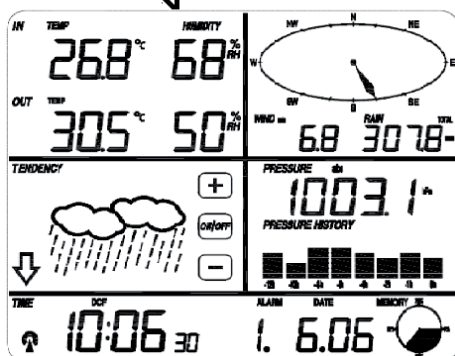 IN TEMP HUMIDITY
26.8 °C 68 % RH
OUT TEMP
30.5 °C 50 % RH
N
NW NE
W E
SW SE
S
WIND RAIN TOTAL
6.8 307.8
TENDENCY
+
ON/OFF
−
PRESSURE abs
1003.1
PRESSURE HISTORY
TIME DCF ALARM DATE MEMORY
10:06 30 1. 6.06